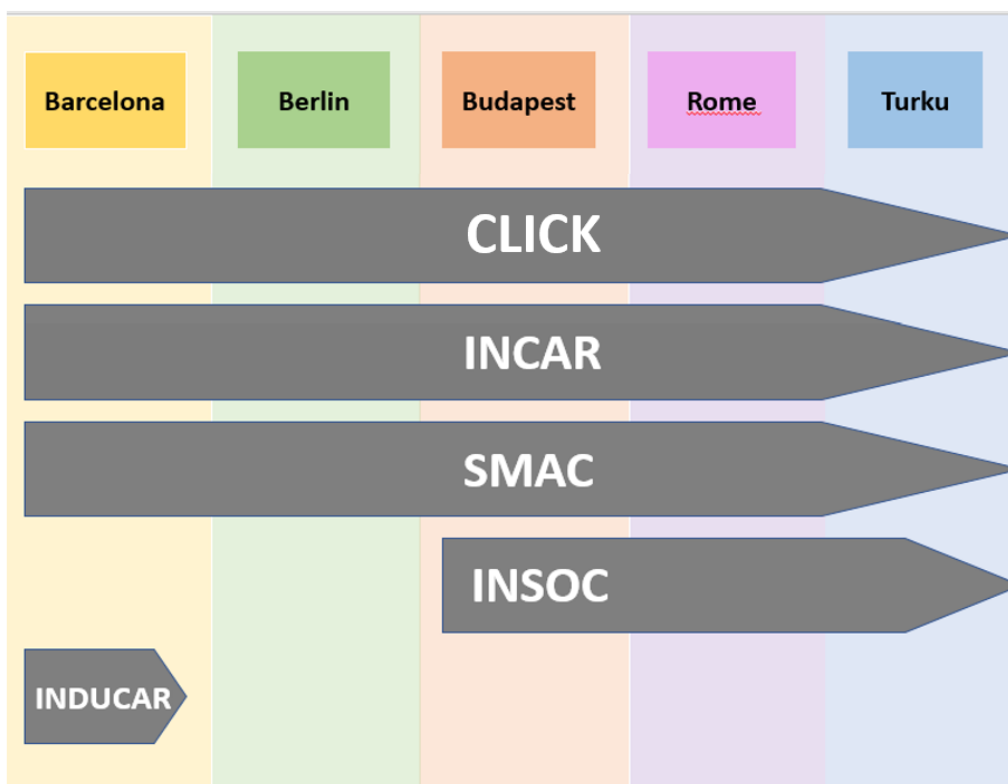 Barcelona
Berlin
Budapest
Rome
Turku
CLICK
INCAR
SMAC
INSOC
INDUCAR